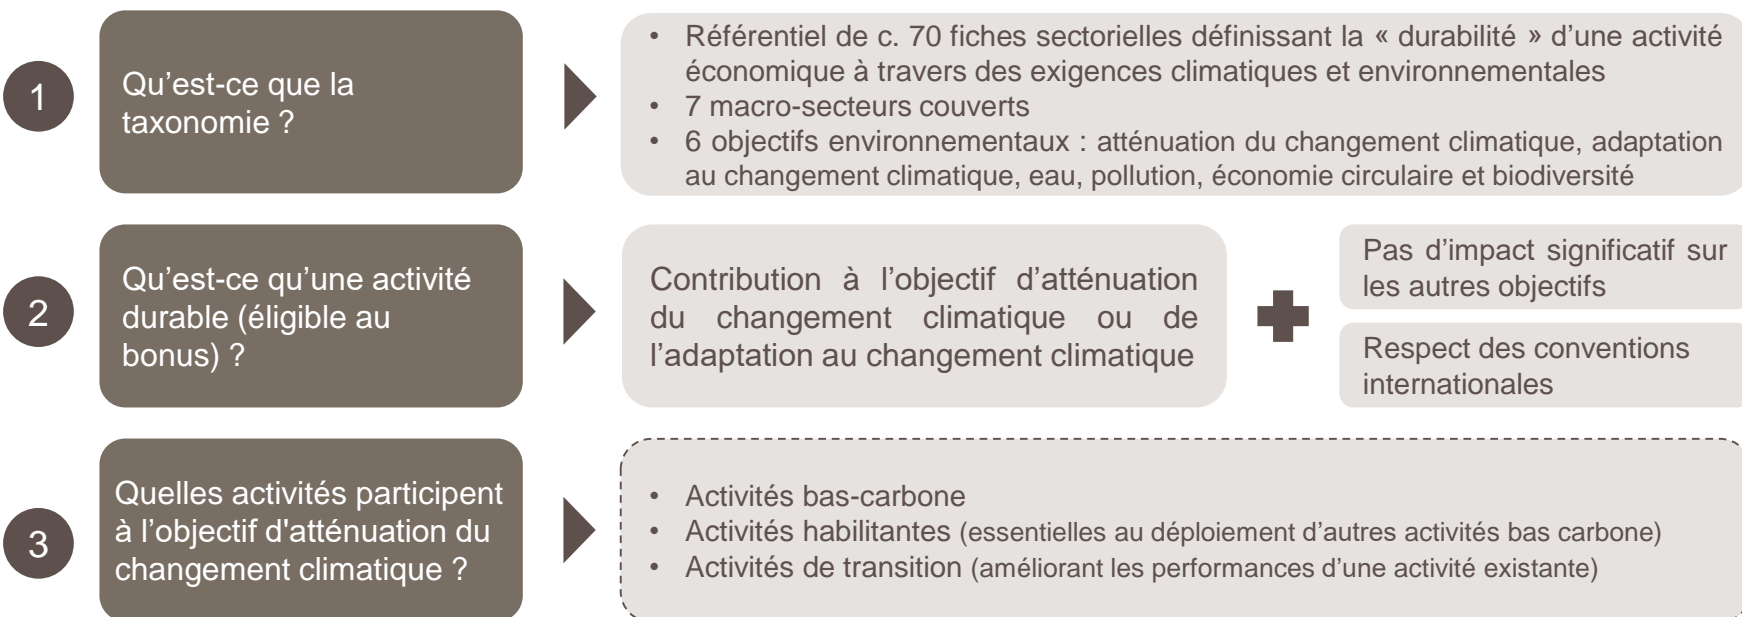 1
Qu’est-ce que la
taxonomie ?
• Référentiel de c. 70 fiches sectorielles définissant la « durabilité » d’une activité
économique à travers des exigences climatiques et environnementales
• 7 macro-secteurs couverts
• 6 objectifs environnementaux : atténuation du changement climatique, adaptation
au changement climatique, eau, pollution, économie circulaire et biodiversité
2
Qu’est-ce qu’une activité
durable (éligible au
bonus) ?
Contribution à l’objectif d’atténuation
du changement climatique ou de
l’adaptation au changement climatique
Pas d’impact significatif sur
les autres objectifs
Respect des conventions
internationales
3
Quelles activités participent
à l’objectif d'atténuation du
changement climatique ?
• Activités bas-carbone
• Activités habilitantes (essentielles au déploiement d’autres activités bas carbone)
• Activités de transition (améliorant les performances d’une activité existante)